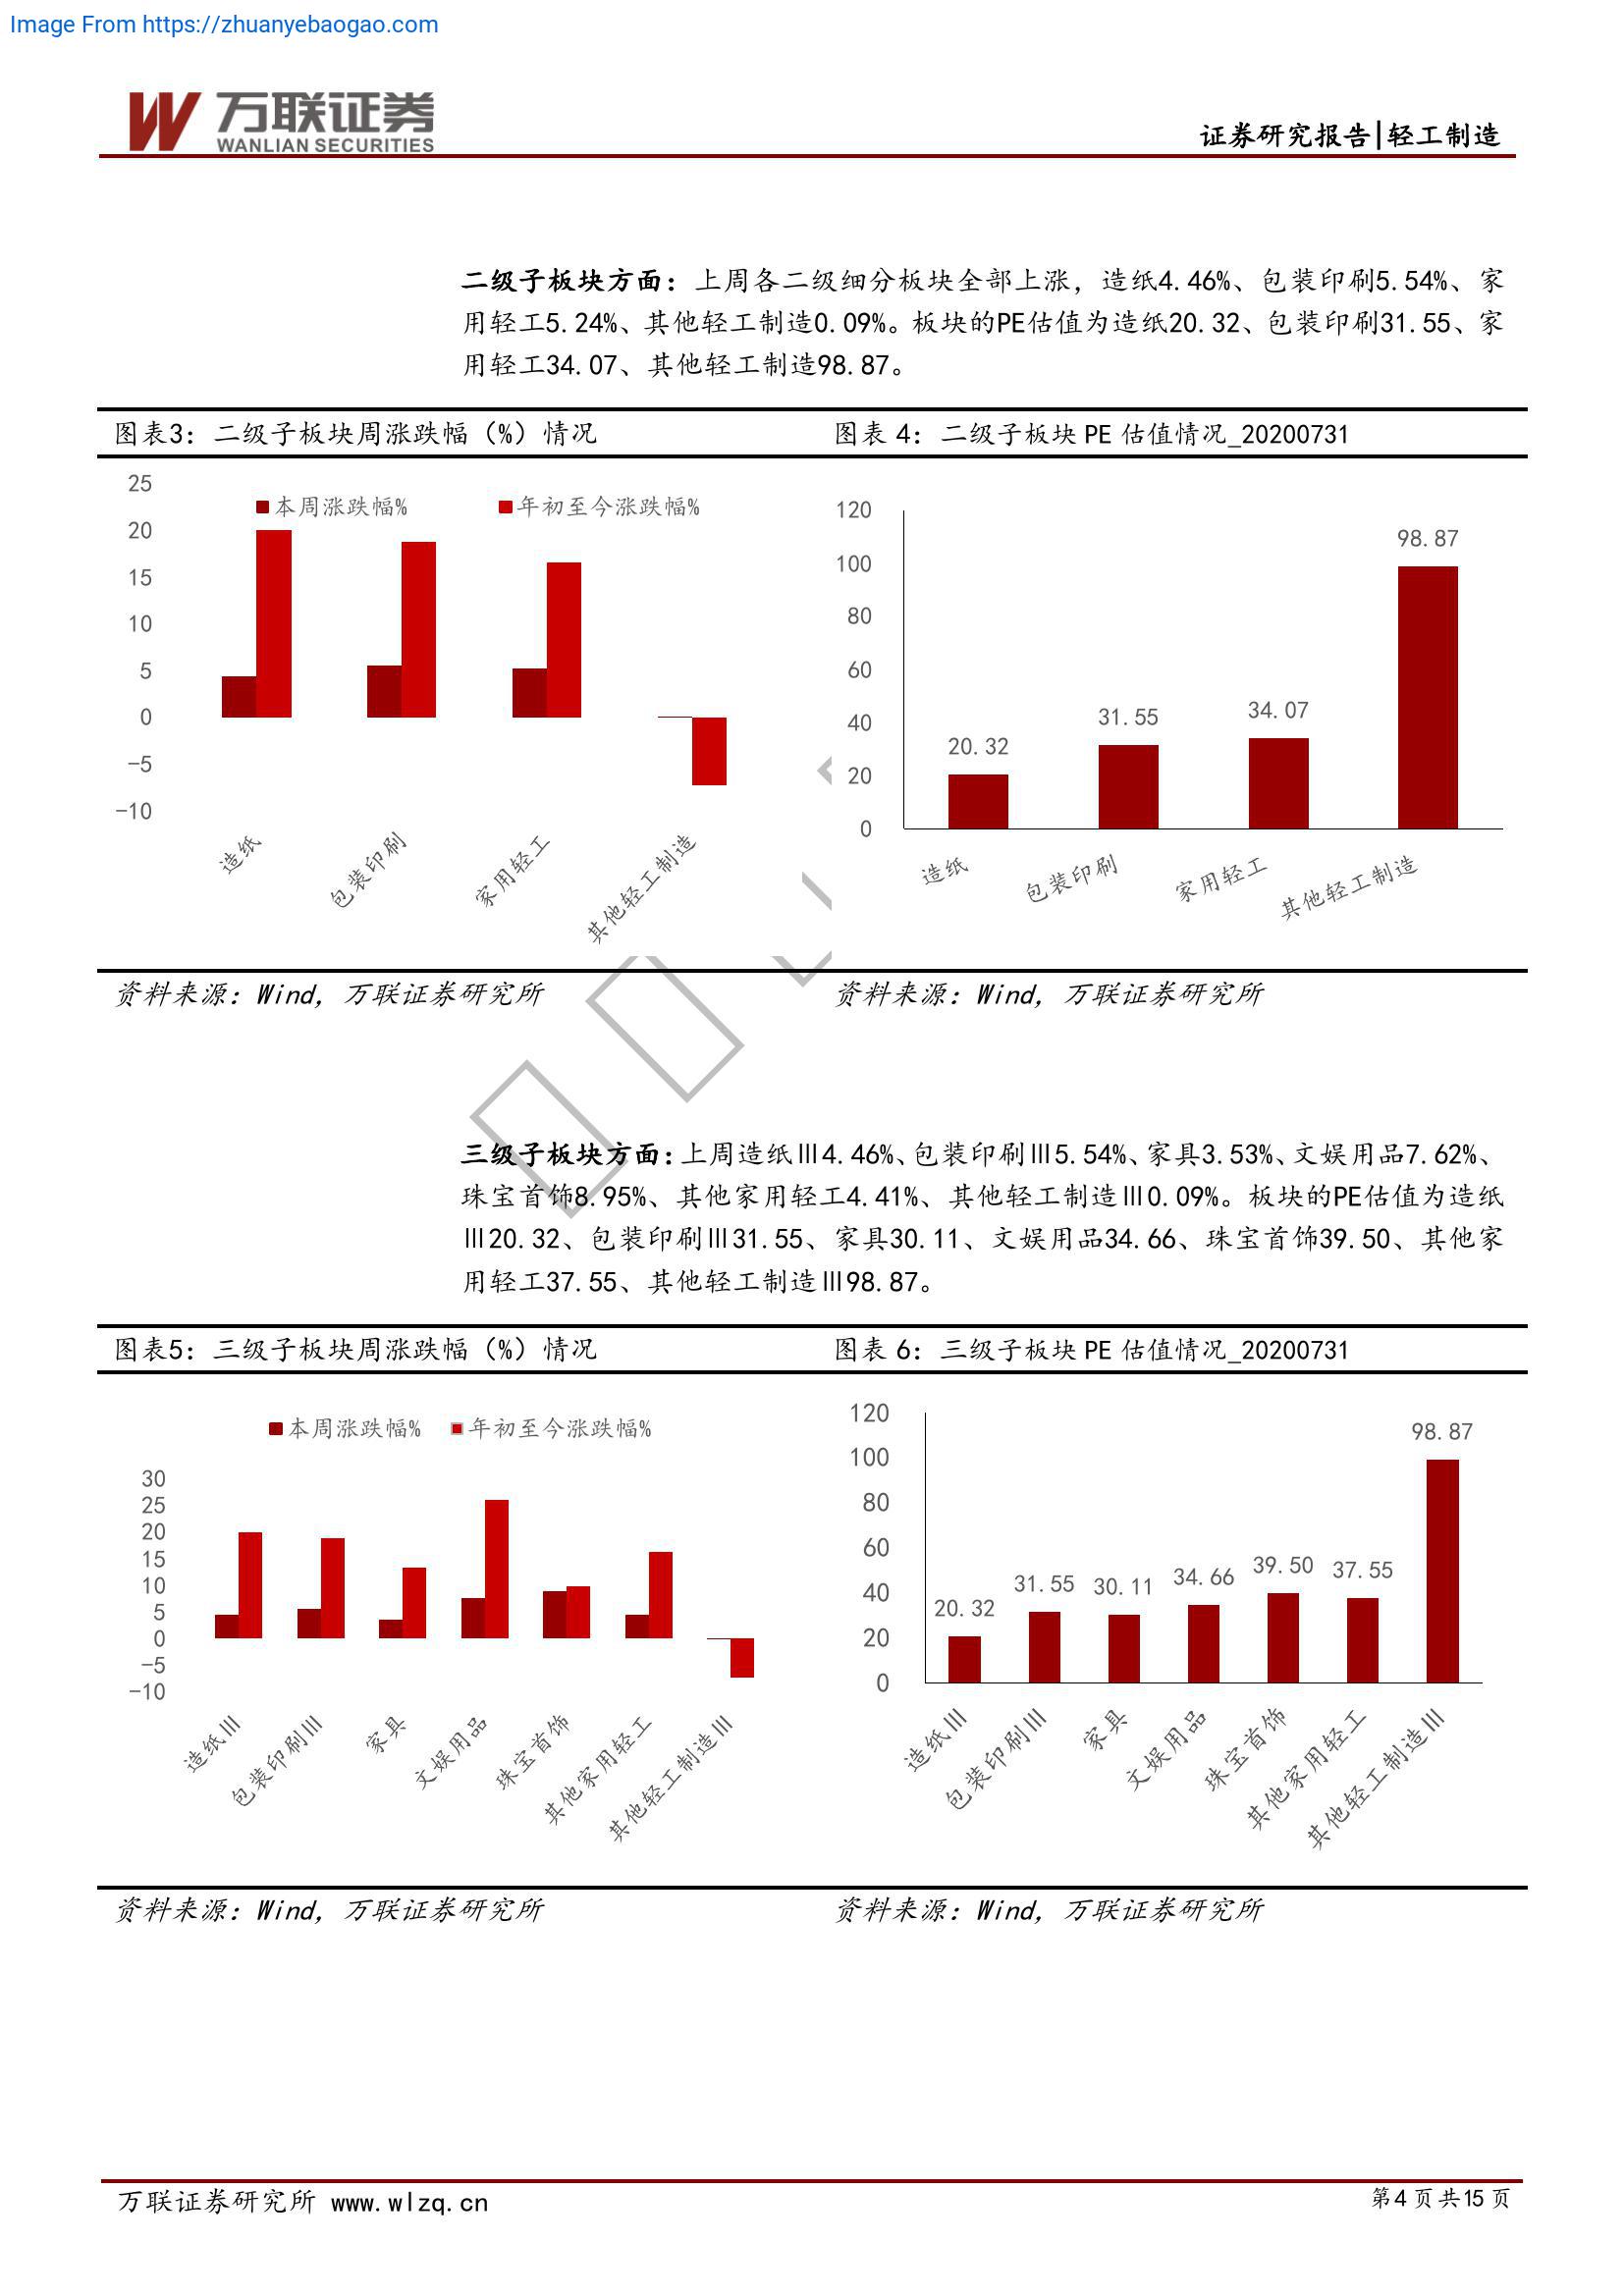 Image From https://zhuanyebaogao.com
万联证券
WANLIAN SECURITIES
证券研究报告|轻工制造
二级子板块方面：上周各二级细分板块全部上涨，造纸4.46%、包装印刷5.54%、家
用轻工5.24%、其他轻工制造0.09%。板块的PE估值为造纸20.32、包装印刷31.55、家
用轻工34.07、其他轻工制造98.87。
图表3：二级子板块周涨跌幅（%）情况
本周涨跌幅%
年初至今涨跌幅%
25
20
15
10
5
0
-5
-10
造纸
包装印刷
家用轻工
其他轻工制造
资料来源：Wind，万联证券研究所
图表 4：二级子板块 PE 估值情况_20200731
120
100
80
60
40
20
0
20.32
31.55
34.07
98.87
造纸
包装印刷
家用轻工
其他轻工制造
资料来源：Wind，万联证券研究所
三级子板块方面：上周造纸Ⅲ4.46%、包装印刷Ⅲ5.54%、家具3.53%、文娱用品7.62%、
珠宝首饰8.95%、其他家用轻工4.41%、其他轻工制造Ⅲ0.09%。板块的PE估值为造纸
Ⅲ20.32、包装印刷Ⅲ31.55、家具30.11、文娱用品34.66、珠宝首饰39.50、其他家
用轻工37.55、其他轻工制造Ⅲ98.87。
图表5：三级子板块周涨跌幅（%）情况
本周涨跌幅%
年初至今涨跌幅%
30
25
20
15
10
5
0
-5
-10
造纸Ⅲ
包装印刷Ⅲ
家具
文娱用品
珠宝首饰
其他家用轻工
其他轻工制造Ⅲ
资料来源：Wind，万联证券研究所
图表 6：三级子板块 PE 估值情况_20200731
120
100
80
60
40
20
0
20.32
31.55
30.11
34.66
39.50
37.55
98.87
造纸Ⅲ
包装印刷Ⅲ
家具
文娱用品
珠宝首饰
其他家用轻工
其他轻工制造Ⅲ
资料来源：Wind，万联证券研究所
万联证券研究所 www.wlzq.cn
第 4 页 共 15 页